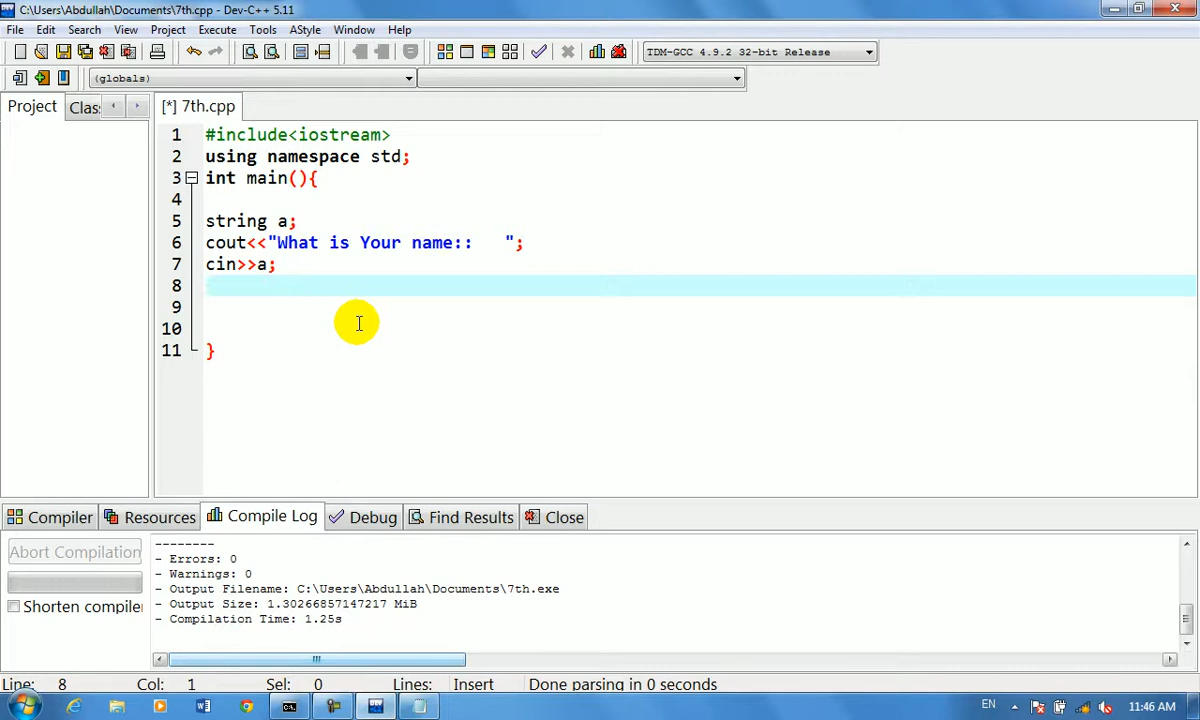 C:\Users\Abdullah\Documents\7th.cpp - Dev-C++ 5.11
File Edit Search View Project Execute Tools AStyle Window Help
TDM-GCC 4.9.2 32-bit Release
(globals)
Project Clas [*] 7th.cpp
1 #include<iostream>
2 using namespace std;
3 int main(){
4
5 string a;
6 cout<<"What is Your name::   ";
7 cin>>a;
8
9
10
11 }
Compiler Resources Compile Log Debug Find Results Close
Abort Compilation
Shorten compiler
--------
- Errors: 0
- Warnings: 0
- Output Filename: C:\Users\Abdullah\Documents\7th.exe
- Output Size: 1.30266857147217 MiB
- Compilation Time: 1.25s
Line: 8 Col: 1 Sel: 0 Lines: Insert Done parsing in 0 seconds
EN 11:46 AM